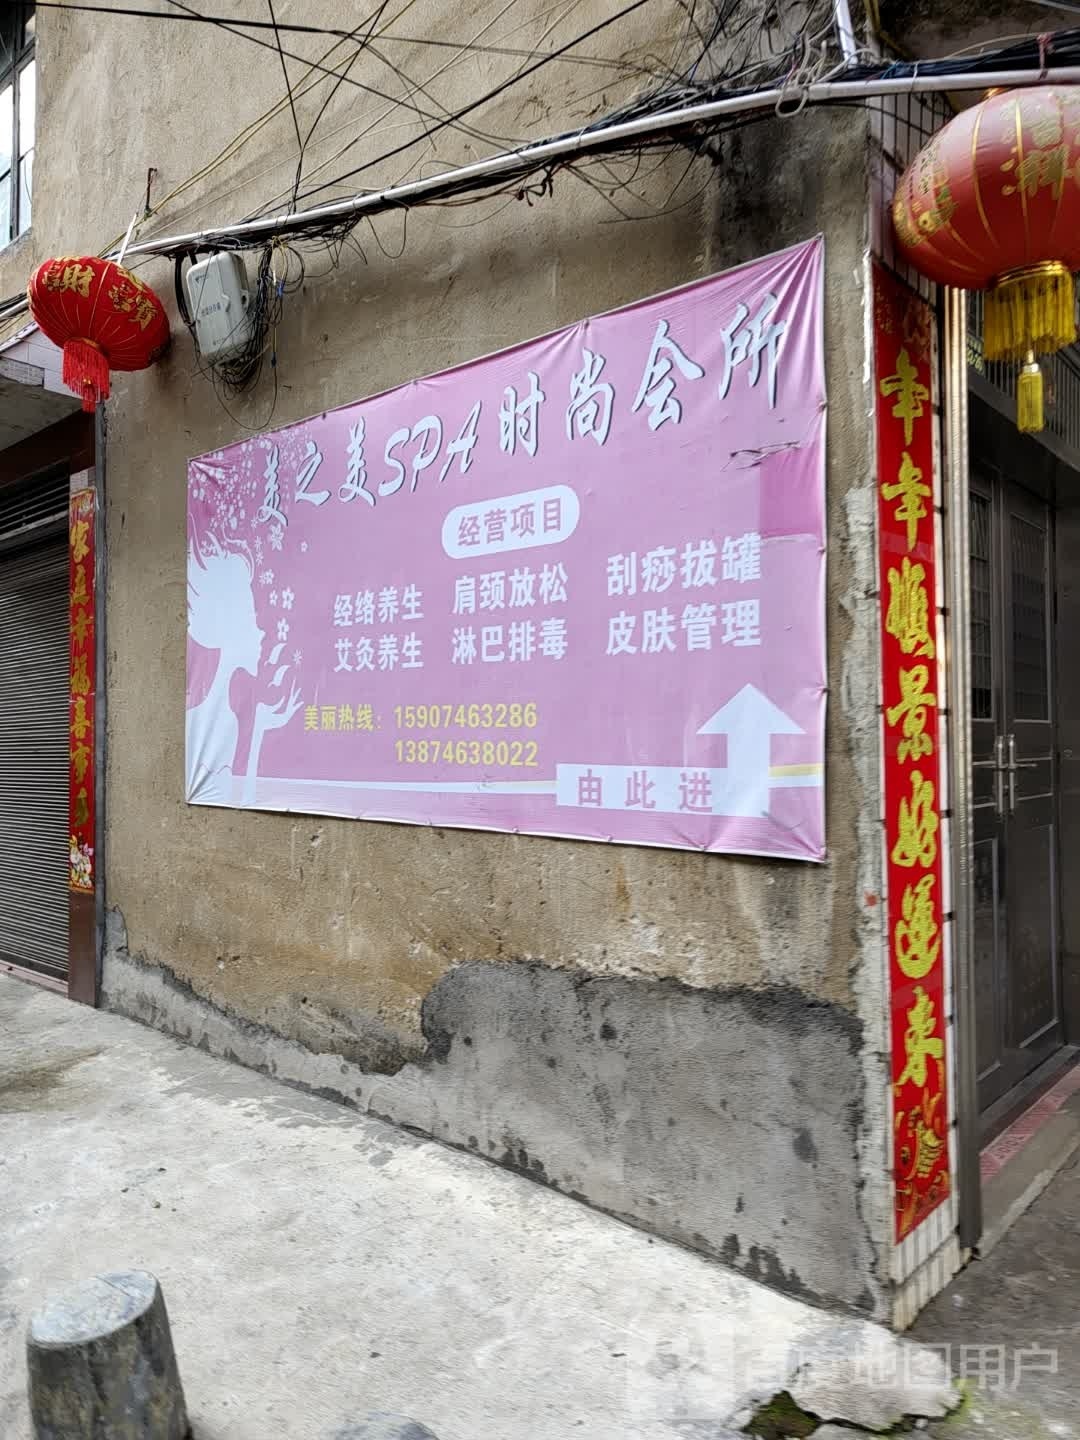 美之美SPA时尚会所
经营项目
经络养生 肩颈放松 刮痧拔罐
艾灸养生 淋巴排毒 皮肤管理
美丽热线：15907463286
13874638022
由此进
年年顺景好运来
家庭幸福喜事多
财
百度地图用户